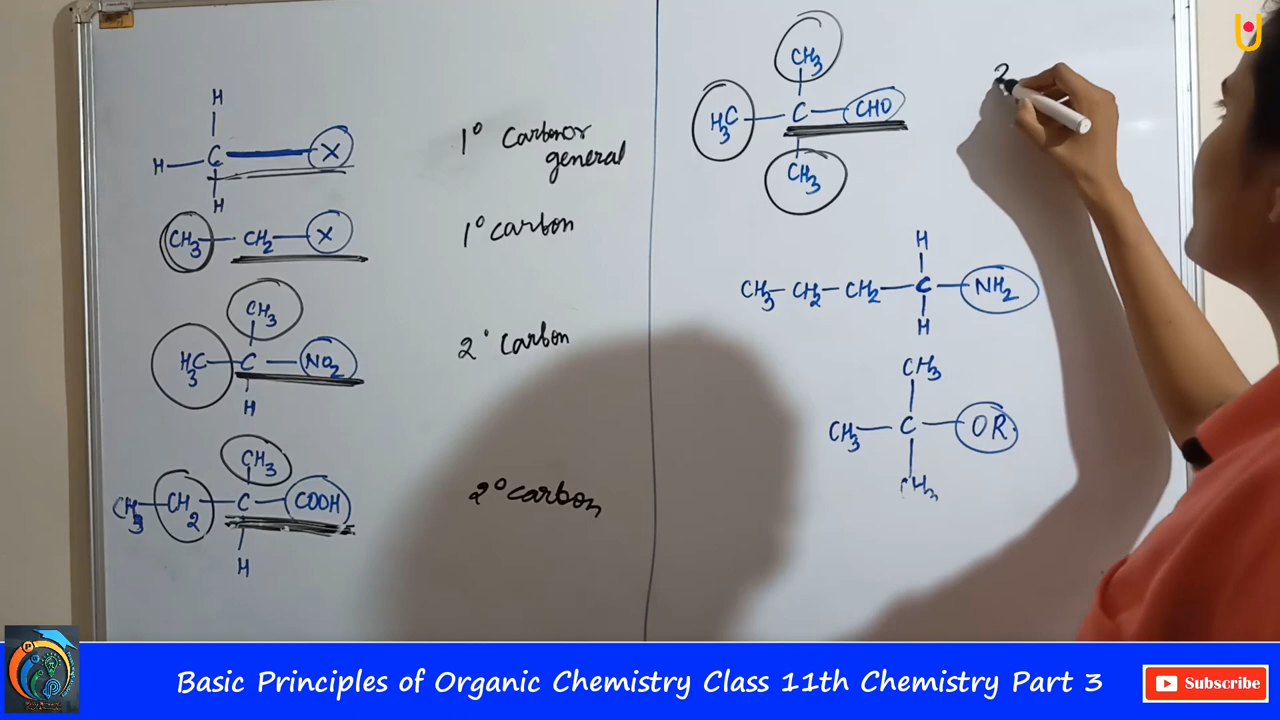 H
H—C—X
H
1° Carbon or
general
CH3—CH2—X
1° carbon
CH3
H3C—C—NO2
H
2° carbon
CH3
CH3—CH2—C—COOH
H
2° carbon
CH3
H3C—C—CHO
CH3
H
CH3—CH2—CH2—C—NH2
H
CH3
CH3—C—OR
CH3
Basic Principles of Organic Chemistry Class 11th Chemistry Part 3
Subscribe